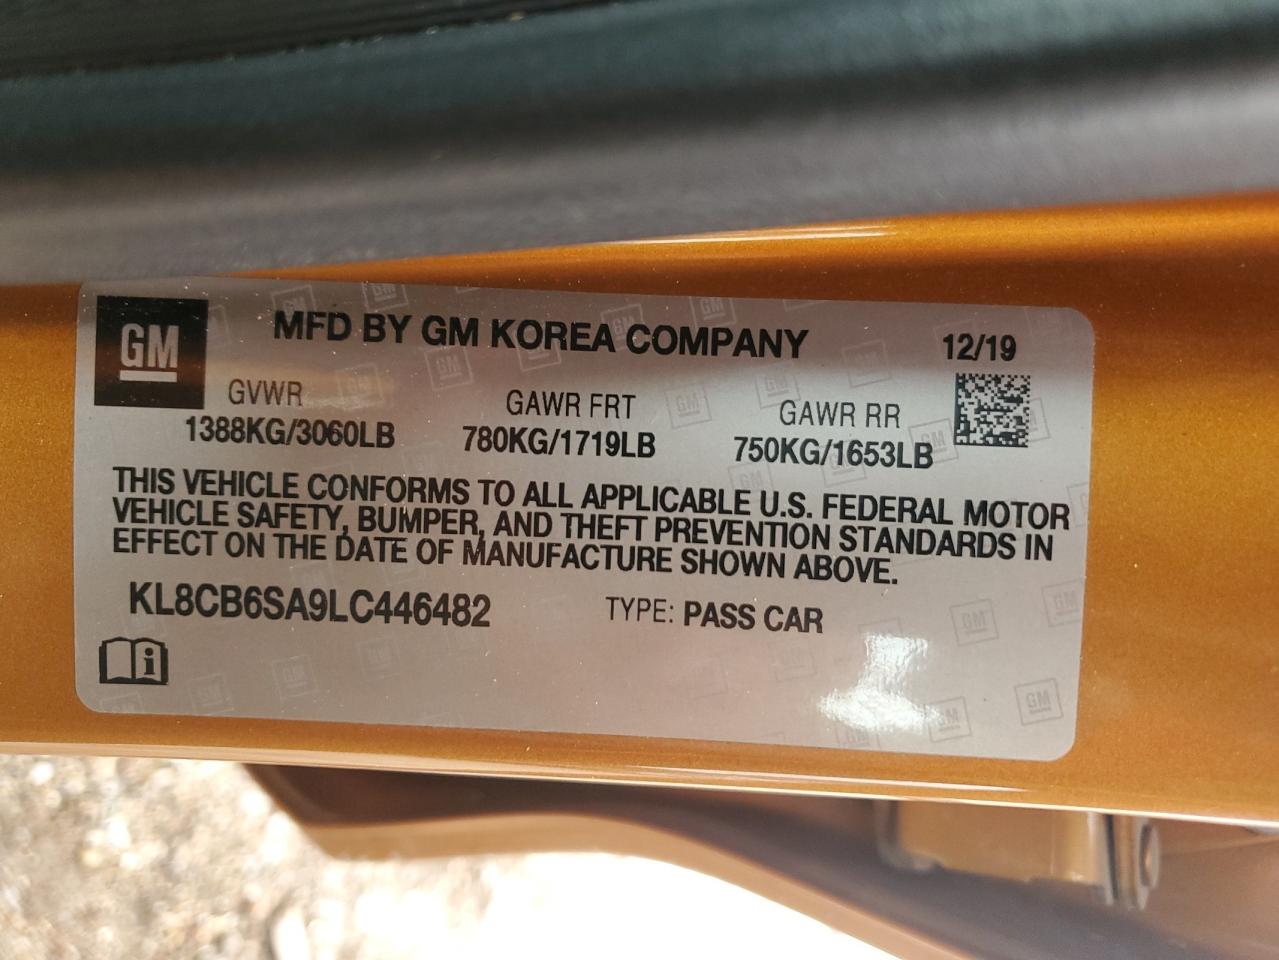 GM
MFD BY GM KOREA COMPANY 12/19
GVWR GAWR FRT GAWR RR
1388KG/3060LB 780KG/1719LB 750KG/1653LB
THIS VEHICLE CONFORMS TO ALL APPLICABLE U.S. FEDERAL MOTOR
VEHICLE SAFETY, BUMPER, AND THEFT PREVENTION STANDARDS IN
EFFECT ON THE DATE OF MANUFACTURE SHOWN ABOVE.
KL8CB6SA9LC446482 TYPE: PASS CAR
i